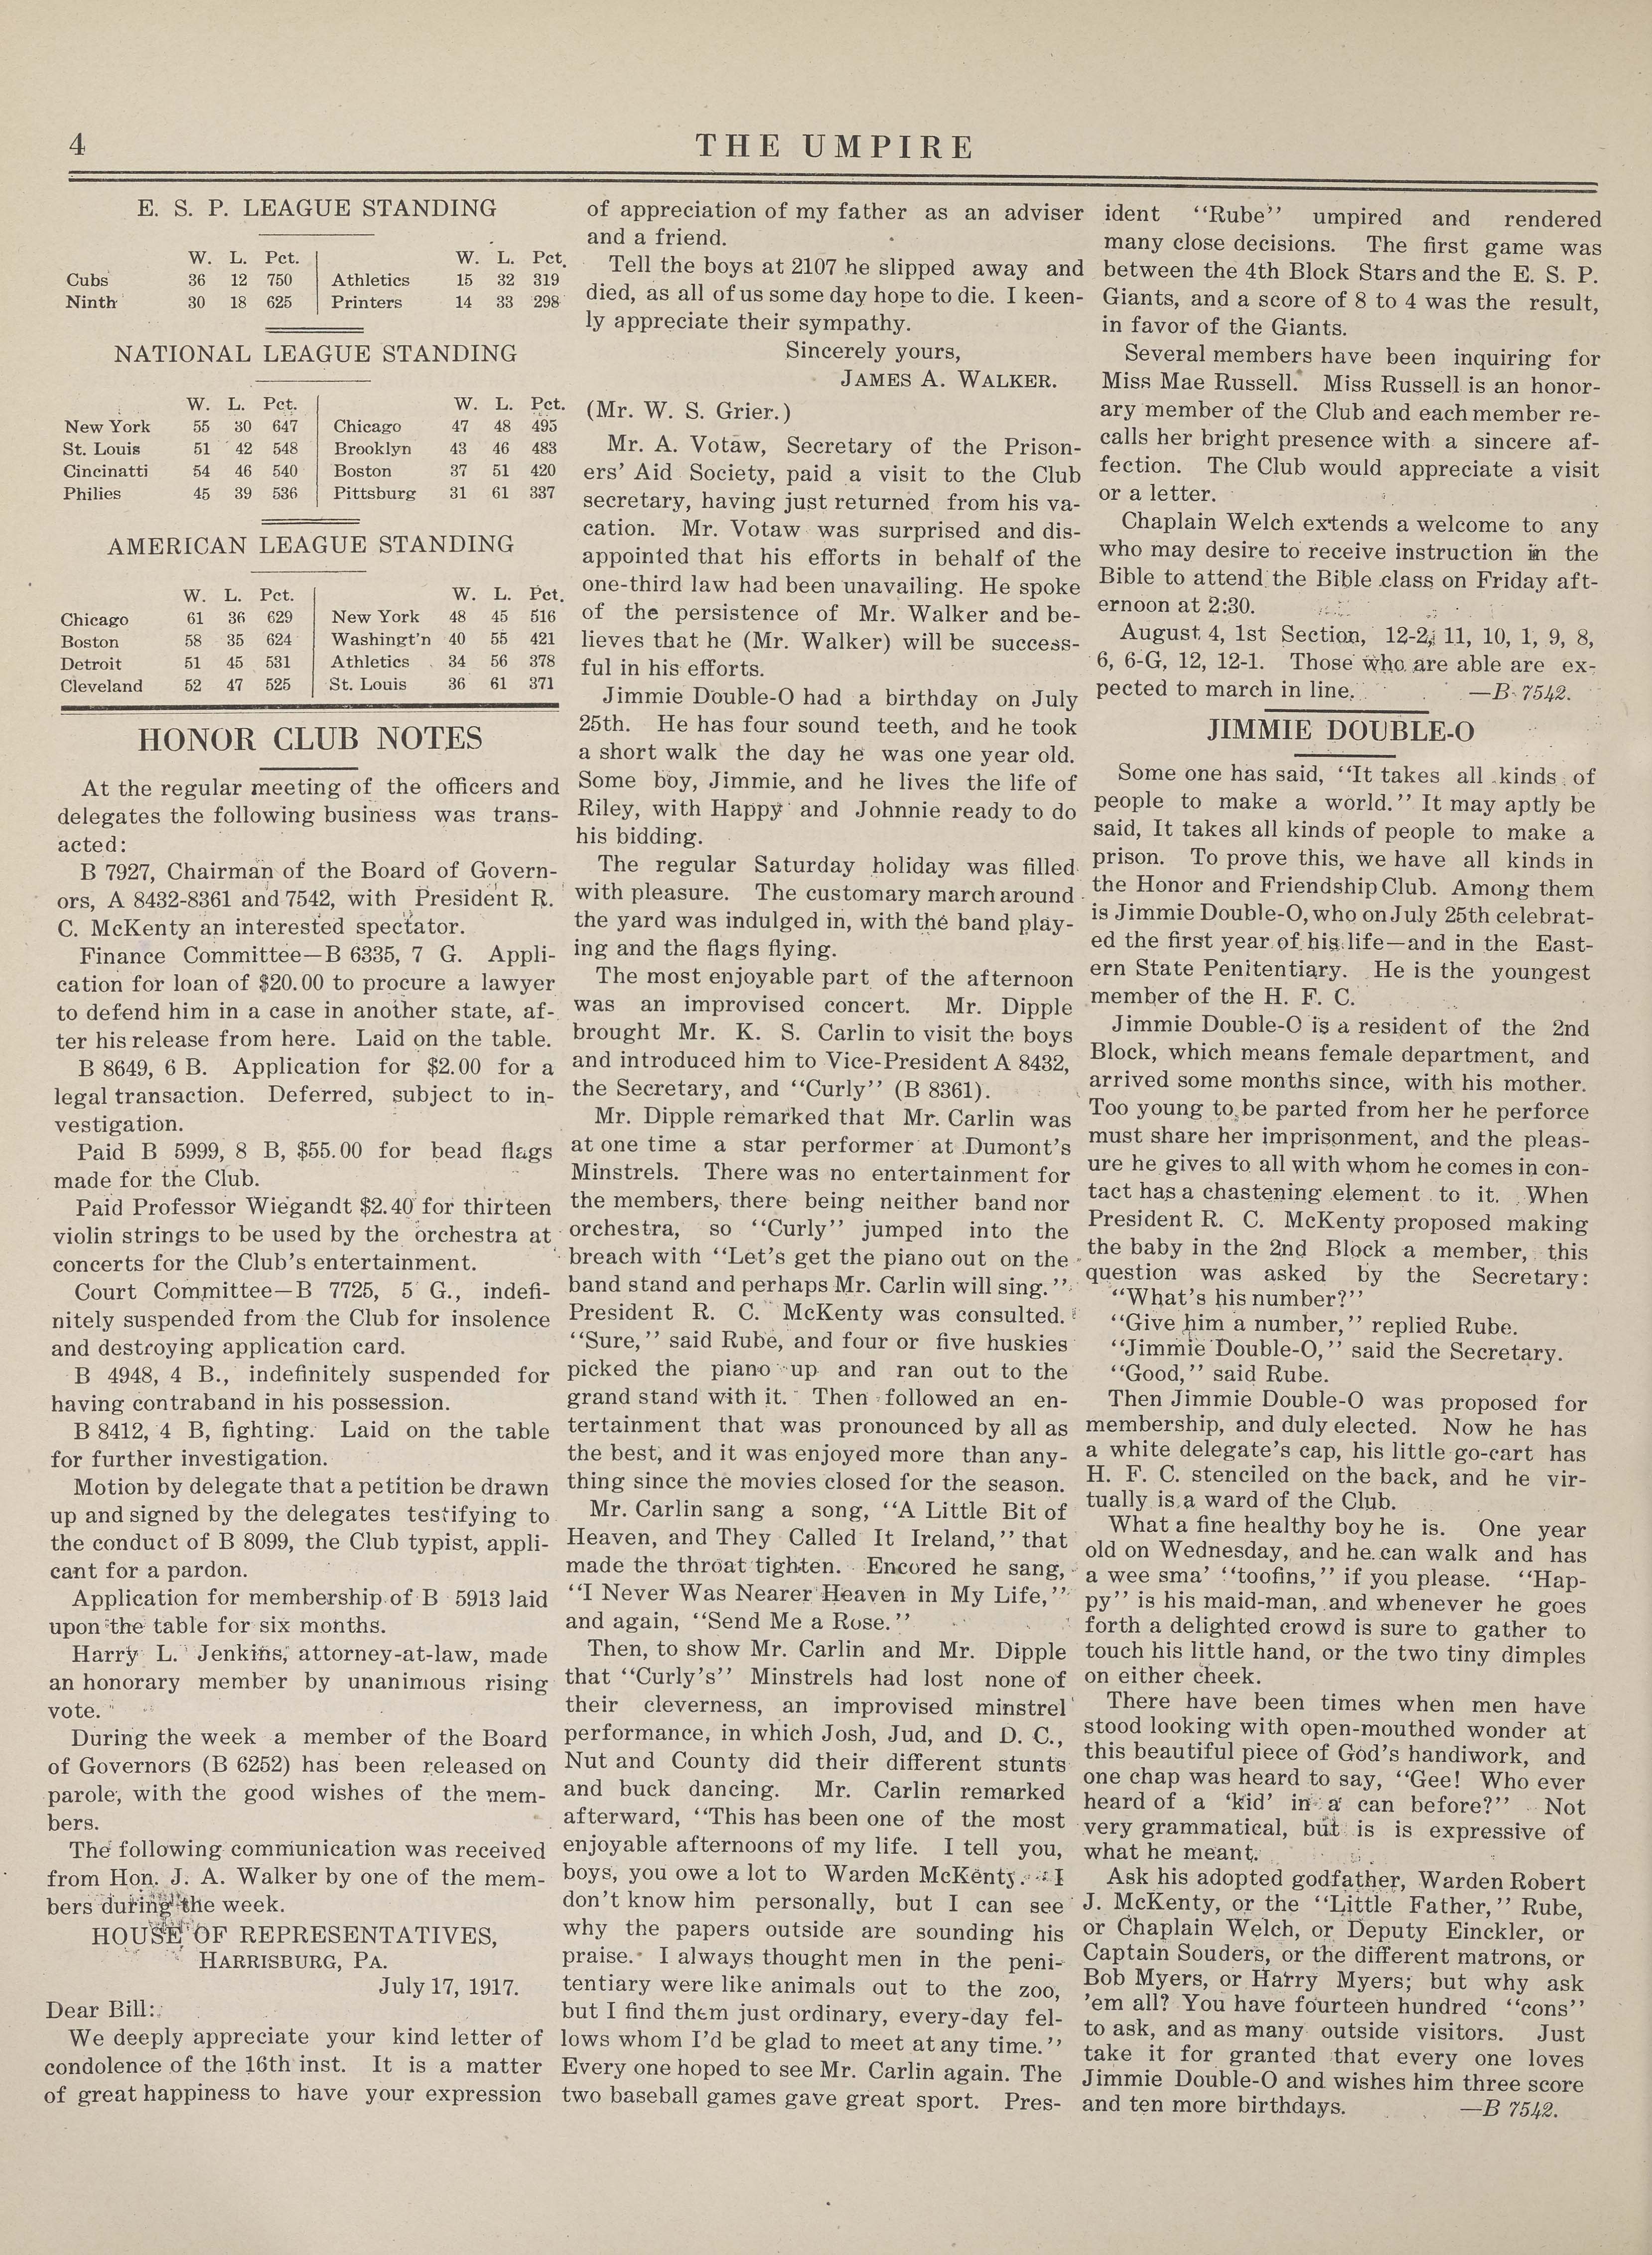 4
THE UMPIRE
E. S. P. LEAGUE STANDING
W. L. Pct. W. L. Pct.
Cubs 36 12 750 Athletics 15 32 319
Ninth 30 18 625 Printers 14 33 298
NATIONAL LEAGUE STANDING
W. L. Pct. W. L. Pct.
New York 55 30 647 Chicago 47 48 495
St. Louis 51 42 548 Brooklyn 43 46 483
Cincinatti 54 46 540 Boston 37 51 420
Philies 45 39 536 Pittsburg 31 61 337
AMERICAN LEAGUE STANDING
W. L. Pct. W. L. Pct.
Chicago 61 36 629 New York 48 45 516
Boston 58 35 624 Washingt'n 40 55 421
Detroit 51 45 531 Athletics 34 56 378
Cleveland 52 47 525 St. Louis 36 61 371
HONOR CLUB NOTES
At the regular meeting of the officers and
delegates the following business was trans-
acted:
B 7927, Chairman of the Board of Govern-
ors, A 8432-8361 and 7542, with President R.
C. McKenty an interested spectator.
Finance Committee—B 6335, 7 G. Appli-
cation for loan of $20.00 to procure a lawyer
to defend him in a case in another state, af-
ter his release from here. Laid on the table.
B 8649, 6 B. Application for $2.00 for a
legal transaction. Deferred, subject to in-
vestigation.
Paid B 5999, 8 B, $55.00 for bead flags
made for the Club.
Paid Professor Wiegandt $2.40 for thirteen
violin strings to be used by the orchestra at
concerts for the Club's entertainment.
Court Committee—B 7725, 5 G., indefi-
nitely suspended from the Club for insolence
and destroying application card.
B 4948, 4 B., indefinitely suspended for
having contraband in his possession.
B 8412, 4 B, fighting. Laid on the table
for further investigation.
Motion by delegate that a petition be drawn
up and signed by the delegates testifying to
the conduct of B 8099, the Club typist, appli-
cant for a pardon.
Application for membership of B 5913 laid
upon the table for six months.
Harry L. Jenkins, attorney-at-law, made
an honorary member by unanimous rising
vote.
During the week a member of the Board
of Governors (B 6252) has been released on
parole, with the good wishes of the mem-
bers.
The following communication was received
from Hon. J. A. Walker by one of the mem-
bers during the week.
HOUSE OF REPRESENTATIVES,
HARRISBURG, PA.
July 17, 1917.
Dear Bill:
We deeply appreciate your kind letter of
condolence of the 16th inst. It is a matter
of great happiness to have your expression
of appreciation of my father as an adviser
and a friend.
Tell the boys at 2107 he slipped away and
died, as all of us some day hope to die. I keen-
ly appreciate their sympathy.
Sincerely yours,
JAMES A. WALKER.
(Mr. W. S. Grier.)
Mr. A. Votaw, Secretary of the Prison-
ers' Aid Society, paid a visit to the Club
secretary, having just returned from his va-
cation. Mr. Votaw was surprised and dis-
appointed that his efforts in behalf of the
one-third law had been unavailing. He spoke
of the persistence of Mr. Walker and be-
lieves that he (Mr. Walker) will be success-
ful in his efforts.
Jimmie Double-O had a birthday on July
25th. He has four sound teeth, and he took
a short walk the day he was one year old.
Some boy, Jimmie, and he lives the life of
Riley, with Happy and Johnnie ready to do
his bidding.
The regular Saturday holiday was filled
with pleasure. The customary march around
the yard was indulged in, with the band play-
ing and the flags flying.
The most enjoyable part of the afternoon
was an improvised concert. Mr. Dipple
brought Mr. K. S. Carlin to visit the boys
and introduced him to Vice-President A 8432,
the Secretary, and "Curly" (B 8361).
Mr. Dipple remarked that Mr. Carlin was
at one time a star performer at Dumont's
Minstrels. There was no entertainment for
the members, there being neither band nor
orchestra, so "Curly" jumped into the
breach with "Let's get the piano out on the
band stand and perhaps Mr. Carlin will sing."
President R. C. McKenty was consulted.
"Sure," said Rube, and four or five huskies
picked the piano up and ran out to the
grand stand with it. Then followed an en-
tertainment that was pronounced by all as
the best, and it was enjoyed more than any-
thing since the movies closed for the season.
Mr. Carlin sang a song, "A Little Bit of
Heaven, and They Called It Ireland," that
made the throat tighten. Encored he sang,
"I Never Was Nearer Heaven in My Life,"
and again, "Send Me a Rose."
Then, to show Mr. Carlin and Mr. Dipple
that "Curly's" Minstrels had lost none of
their cleverness, an improvised minstrel
performance, in which Josh, Jud, and D. C.,
Nut and County did their different stunts
and buck dancing. Mr. Carlin remarked
afterward, "This has been one of the most
enjoyable afternoons of my life. I tell you,
boys, you owe a lot to Warden McKenty. I
don't know him personally, but I can see
why the papers outside are sounding his
praise. I always thought men in the peni-
tentiary were like animals out to the zoo,
but I find them just ordinary, every-day fel-
lows whom I'd be glad to meet at any time."
Every one hoped to see Mr. Carlin again. The
two baseball games gave great sport. Pres-
ident "Rube" umpired and rendered
many close decisions. The first game was
between the 4th Block Stars and the E. S. P.
Giants, and a score of 8 to 4 was the result,
in favor of the Giants.
Several members have been inquiring for
Miss Mae Russell. Miss Russell is an honor-
ary member of the Club and each member re-
calls her bright presence with a sincere af-
fection. The Club would appreciate a visit
or a letter.
Chaplain Welch extends a welcome to any
who may desire to receive instruction in the
Bible to attend the Bible class on Friday aft-
ernoon at 2:30.
August 4, 1st Section, 12-2, 11, 10, 1, 9, 8,
6, 6-G, 12, 12-1. Those who are able are ex-
pected to march in line. —B 7542.
JIMMIE DOUBLE-O
Some one has said, "It takes all kinds of
people to make a world." It may aptly be
said, It takes all kinds of people to make a
prison. To prove this, we have all kinds in
the Honor and Friendship Club. Among them
is Jimmie Double-O, who on July 25th celebrat-
ed the first year of his life—and in the East-
ern State Penitentiary. He is the youngest
member of the H. F. C.
Jimmie Double-O is a resident of the 2nd
Block, which means female department, and
arrived some months since, with his mother.
Too young to be parted from her he perforce
must share her imprisonment, and the pleas-
ure he gives to all with whom he comes in con-
tact has a chastening element to it. When
President R. C. McKenty proposed making
the baby in the 2nd Block a member, this
question was asked by the Secretary:
"What's his number?"
"Give him a number," replied Rube.
"Jimmie Double-O," said the Secretary.
"Good," said Rube.
Then Jimmie Double-O was proposed for
membership, and duly elected. Now he has
a white delegate's cap, his little go-cart has
H. F. C. stenciled on the back, and he vir-
tually is a ward of the Club.
What a fine healthy boy he is. One year
old on Wednesday, and he can walk and has
a wee sma' "toofins," if you please. "Hap-
py" is his maid-man, and whenever he goes
forth a delighted crowd is sure to gather to
touch his little hand, or the two tiny dimples
on either cheek.
There have been times when men have
stood looking with open-mouthed wonder at
this beautiful piece of God's handiwork, and
one chap was heard to say, "Gee! Who ever
heard of a 'kid' in a can before?" Not
very grammatical, but is is expressive of
what he meant.
Ask his adopted godfather, Warden Robert
J. McKenty, or the "Little Father," Rube,
or Chaplain Welch, or Deputy Einckler, or
Captain Souders, or the different matrons, or
Bob Myers, or Harry Myers; but why ask
'em all? You have fourteen hundred "cons"
to ask, and as many outside visitors. Just
take it for granted that every one loves
Jimmie Double-O and wishes him three score
and ten more birthdays. —B 7542.